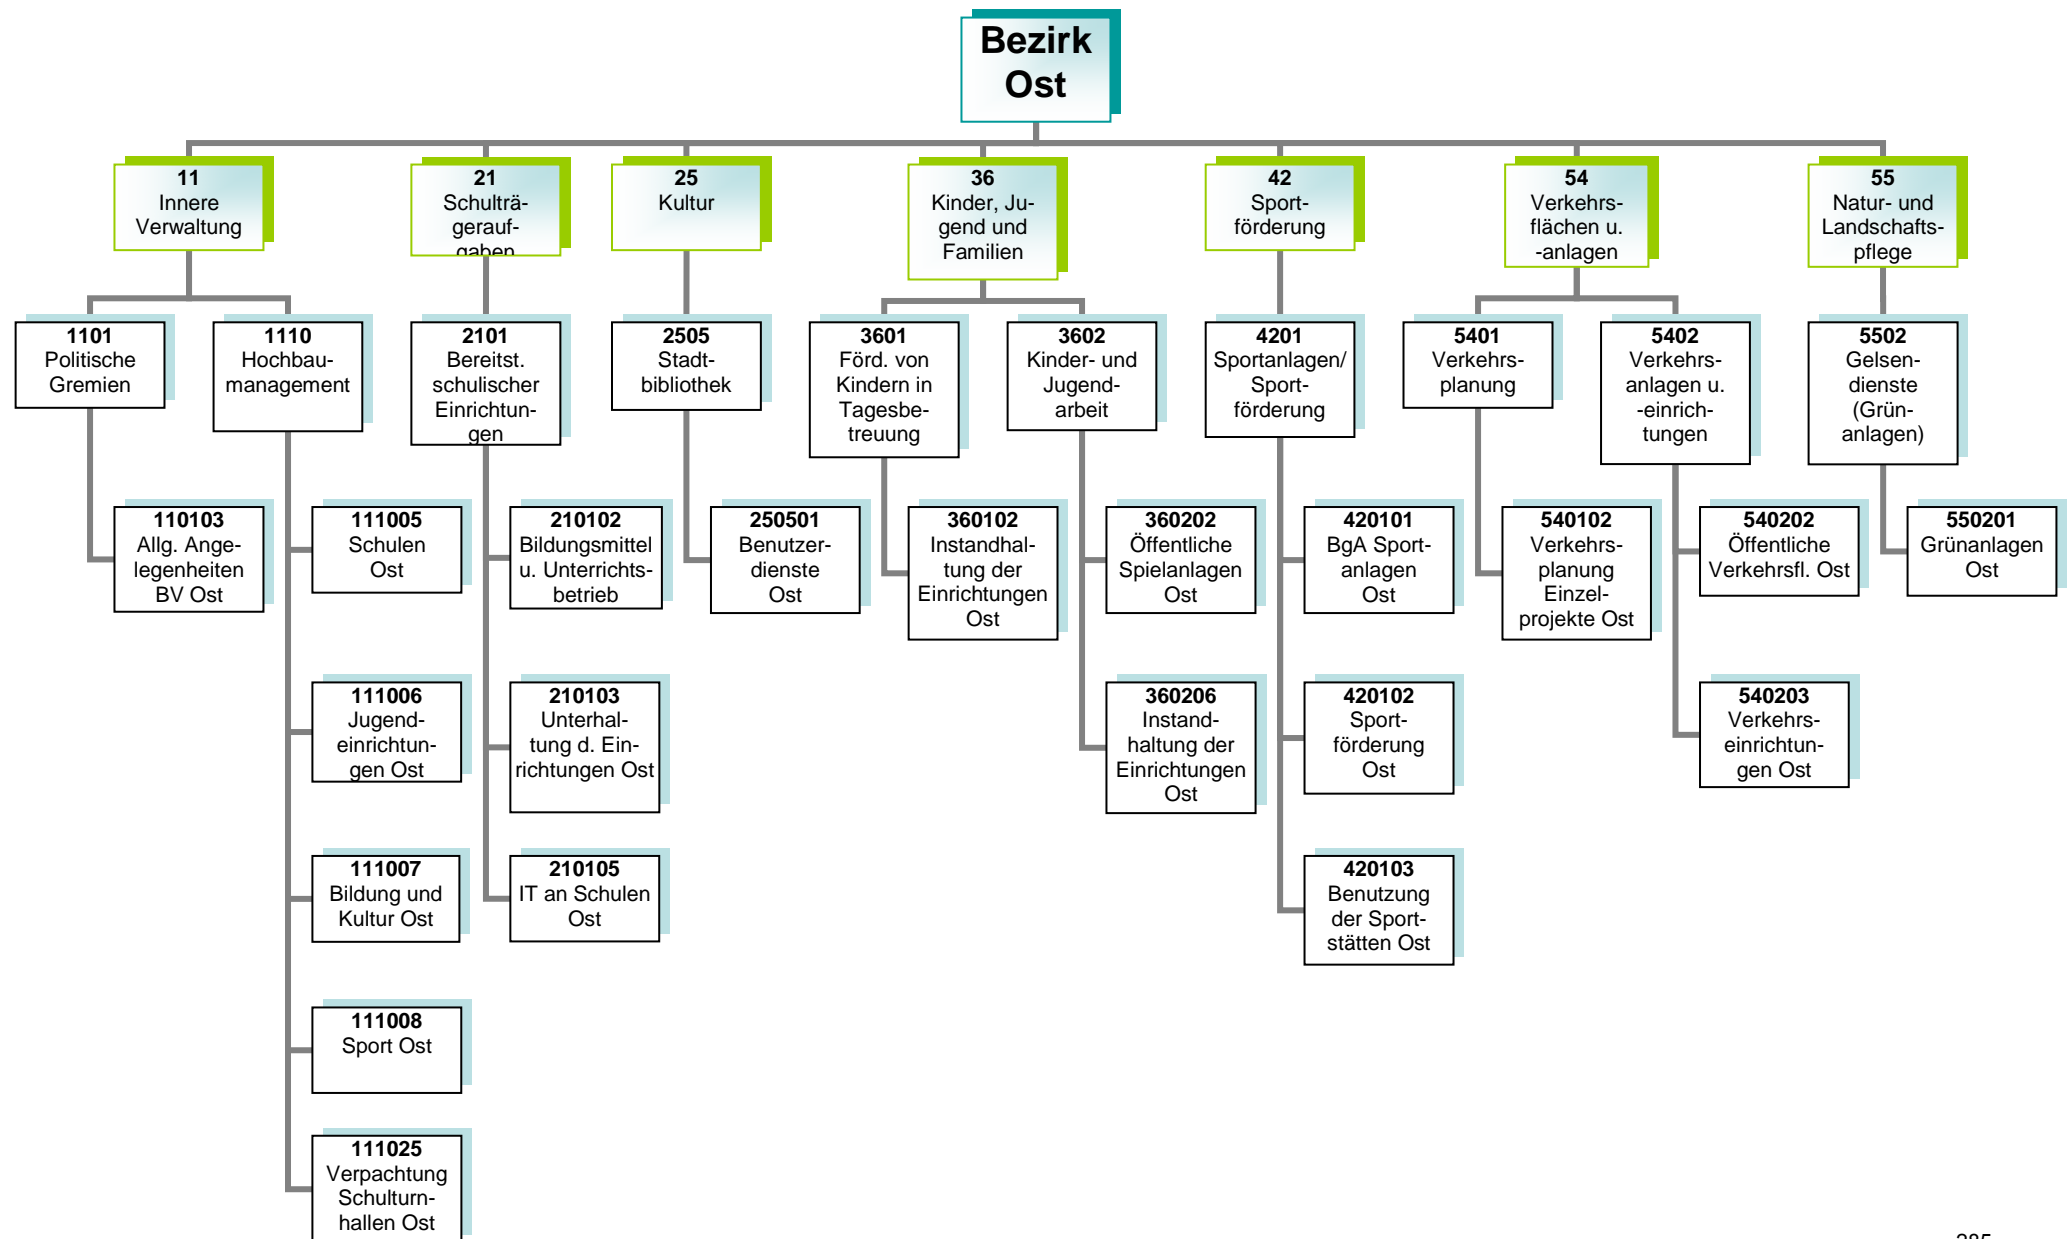 Bezirk
Ost
11
Innere
Verwaltung
21
Schulträ-
gerauf-
gaben
25
Kultur
36
Kinder, Ju-
gend und
Familien
42
Sport-
förderung
54
Verkehrs-
flächen u.
-anlagen
55
Natur- und
Landschafts-
pflege
1101
Politische
Gremien
1110
Hochbau-
management
2101
Bereitst.
schulischer
Einrichtun-
gen
2505
Stadt-
bibliothek
3601
Förd. von
Kindern in
Tagesbe-
treuung
3602
Kinder- und
Jugend-
arbeit
4201
Sportanlagen/
Sport-
förderung
5401
Verkehrs-
planung
5402
Verkehrs-
anlagen u.
-einrich-
tungen
5502
Gelsen-
dienste
(Grün-
anlagen)
110103
Allg. Ange-
legenheiten
BV Ost
111005
Schulen
Ost
210102
Bildungsmittel
u. Unterrichts-
betrieb
250501
Benutzer-
dienste
Ost
360102
Instandhal-
tung der
Einrichtungen
Ost
360202
Öffentliche
Spielanlagen
Ost
420101
BgA Sport-
anlagen
Ost
540102
Verkehrs-
planung
Einzel-
projekte Ost
540202
Öffentliche
Verkehrsfl. Ost
550201
Grünanlagen
Ost
111006
Jugend-
einrichtun-
gen Ost
210103
Unterhal-
tung d. Ein-
richtungen Ost
360206
Instand-
haltung der
Einrichtungen
Ost
420102
Sport-
förderung
Ost
540203
Verkehrs-
einrichtun-
gen Ost
111007
Bildung und
Kultur Ost
210105
IT an Schulen
Ost
420103
Benutzung
der Sport-
stätten Ost
111008
Sport Ost
111025
Verpachtung
Schulturn-
hallen Ost
285